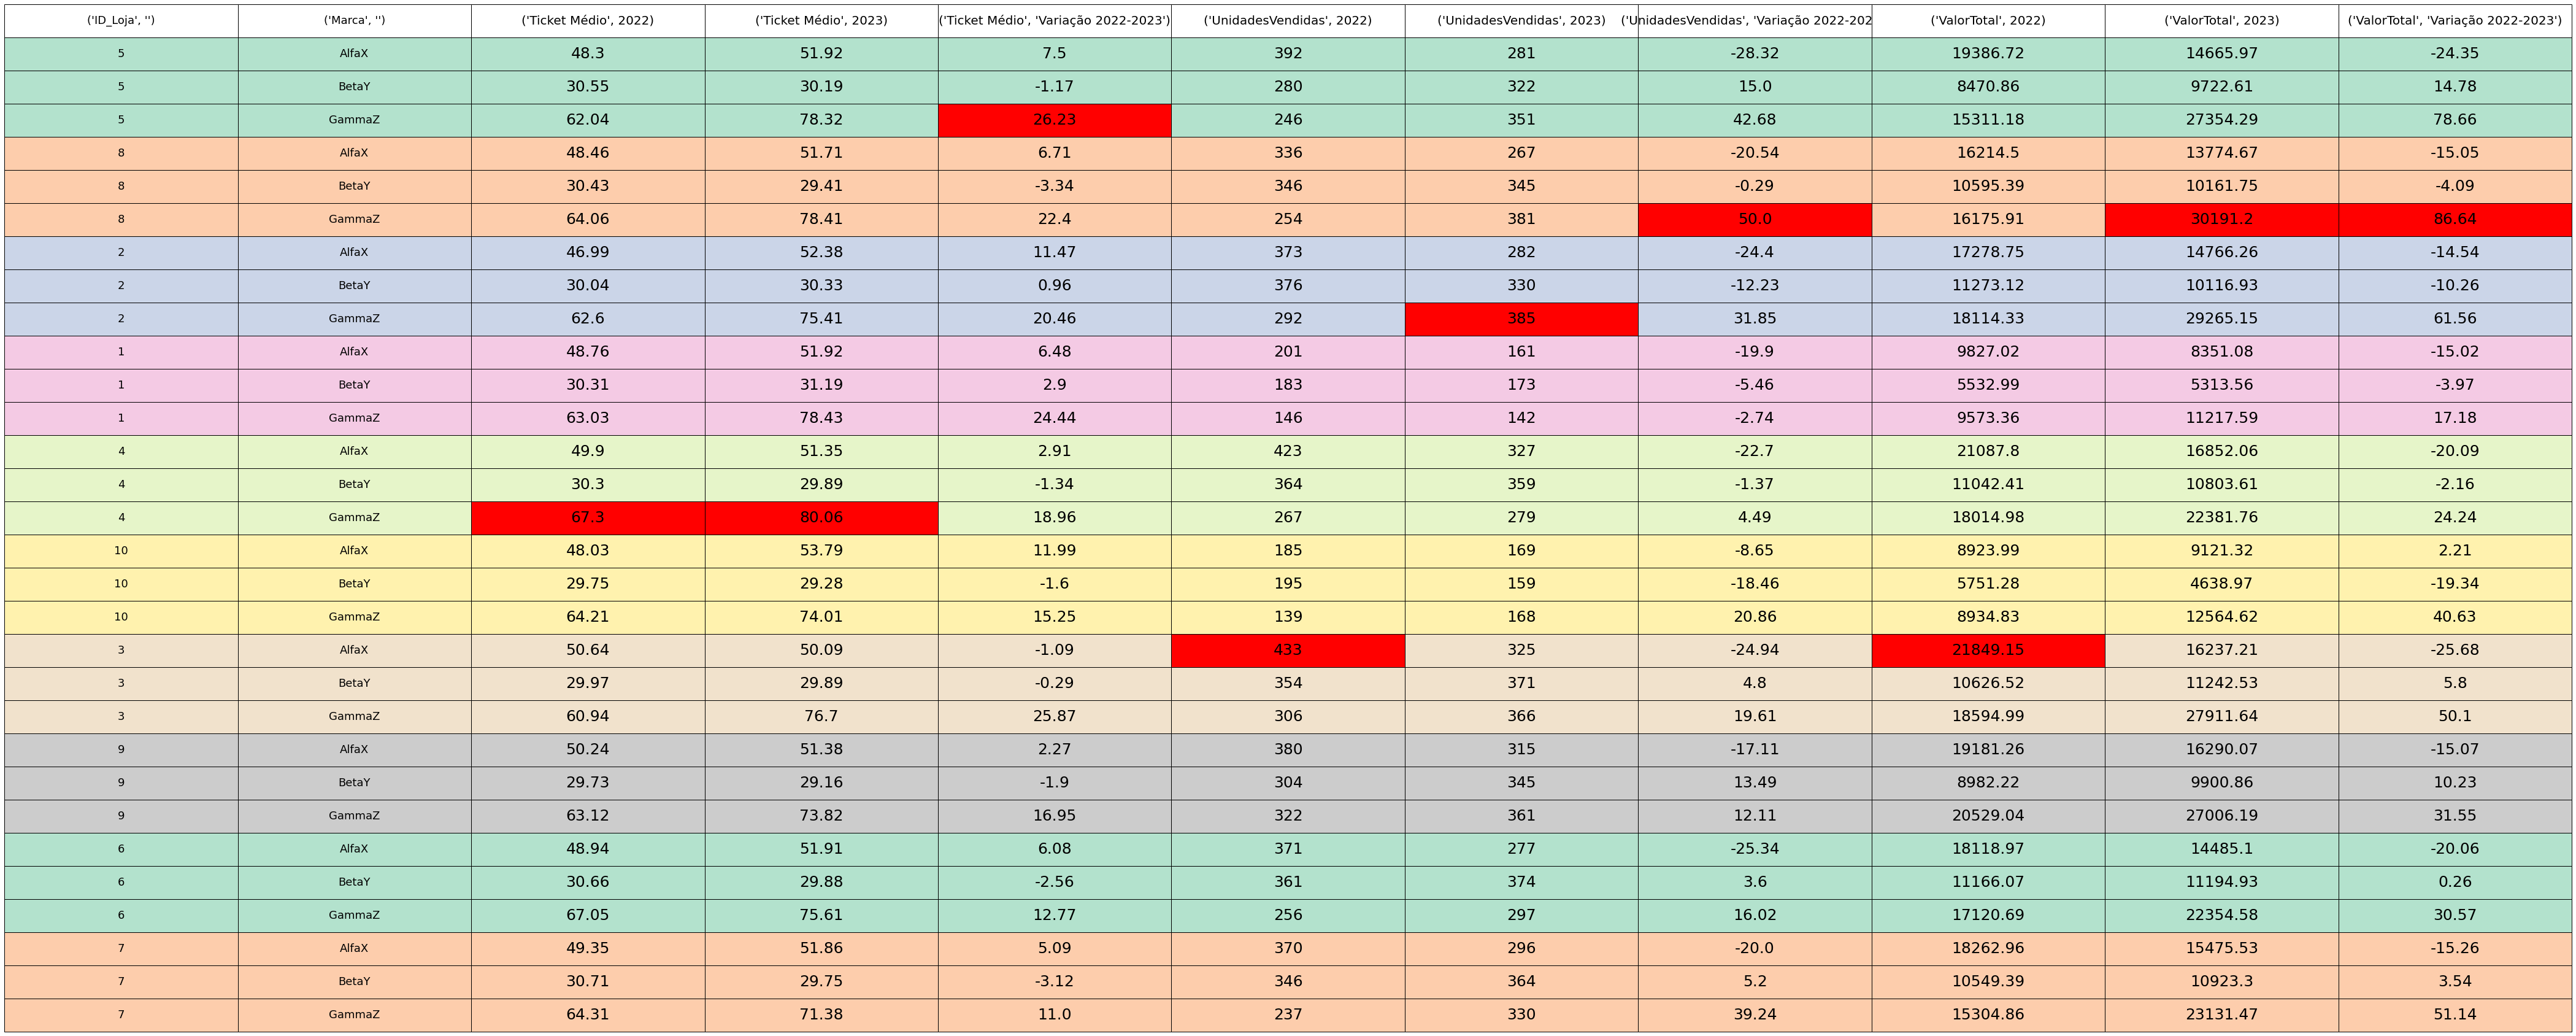 ('ID_Loja', '') ('Marca', '') ('Ticket Médio', 2022) ('Ticket Médio', 2023) ('Ticket Médio', 'Variação 2022-2023') ('UnidadesVendidas', 2022) ('UnidadesVendidas', 2023) ('UnidadesVendidas', 'Variação 2022-202 ('ValorTotal', 2022) ('ValorTotal', 2023) ('ValorTotal', 'Variação 2022-2023')
5 AlfaX 48.3 51.92 7.5 392 281 -28.32 19386.72 14665.97 -24.35
5 BetaY 30.55 30.19 -1.17 280 322 15.0 8470.86 9722.61 14.78
5 GammaZ 62.04 78.32 26.23 246 351 42.68 15311.18 27354.29 78.66
8 AlfaX 48.46 51.71 6.71 336 267 -20.54 16214.5 13774.67 -15.05
8 BetaY 30.43 29.41 -3.34 346 345 -0.29 10595.39 10161.75 -4.09
8 GammaZ 64.06 78.41 22.4 254 381 50.0 16175.91 30191.2 86.64
2 AlfaX 46.99 52.38 11.47 373 282 -24.4 17278.75 14766.26 -14.54
2 BetaY 30.04 30.33 0.96 376 330 -12.23 11273.12 10116.93 -10.26
2 GammaZ 62.6 75.41 20.46 292 385 31.85 18114.33 29265.15 61.56
1 AlfaX 48.76 51.92 6.48 201 161 -19.9 9827.02 8351.08 -15.02
1 BetaY 30.31 31.19 2.9 183 173 -5.46 5532.99 5313.56 -3.97
1 GammaZ 63.03 78.43 24.44 146 142 -2.74 9573.36 11217.59 17.18
4 AlfaX 49.9 51.35 2.91 423 327 -22.7 21087.8 16852.06 -20.09
4 BetaY 30.3 29.89 -1.34 364 359 -1.37 11042.41 10803.61 -2.16
4 GammaZ 67.3 80.06 18.96 267 279 4.49 18014.98 22381.76 24.24
10 AlfaX 48.03 53.79 11.99 185 169 -8.65 8923.99 9121.32 2.21
10 BetaY 29.75 29.28 -1.6 195 159 -18.46 5751.28 4638.97 -19.34
10 GammaZ 64.21 74.01 15.25 139 168 20.86 8934.83 12564.62 40.63
3 AlfaX 50.64 50.09 -1.09 433 325 -24.94 21849.15 16237.21 -25.68
3 BetaY 29.97 29.89 -0.29 354 371 4.8 10626.52 11242.53 5.8
3 GammaZ 60.94 76.7 25.87 306 366 19.61 18594.99 27911.64 50.1
9 AlfaX 50.24 51.38 2.27 380 315 -17.11 19181.26 16290.07 -15.07
9 BetaY 29.73 29.16 -1.9 304 345 13.49 8982.22 9900.86 10.23
9 GammaZ 63.12 73.82 16.95 322 361 12.11 20529.04 27006.19 31.55
6 AlfaX 48.94 51.91 6.08 371 277 -25.34 18118.97 14485.1 -20.06
6 BetaY 30.66 29.88 -2.56 361 374 3.6 11166.07 11194.93 0.26
6 GammaZ 67.05 75.61 12.77 256 297 16.02 17120.69 22354.58 30.57
7 AlfaX 49.35 51.86 5.09 370 296 -20.0 18262.96 15475.53 -15.26
7 BetaY 30.71 29.75 -3.12 346 364 5.2 10549.39 10923.3 3.54
7 GammaZ 64.31 71.38 11.0 237 330 39.24 15304.86 23131.47 51.14